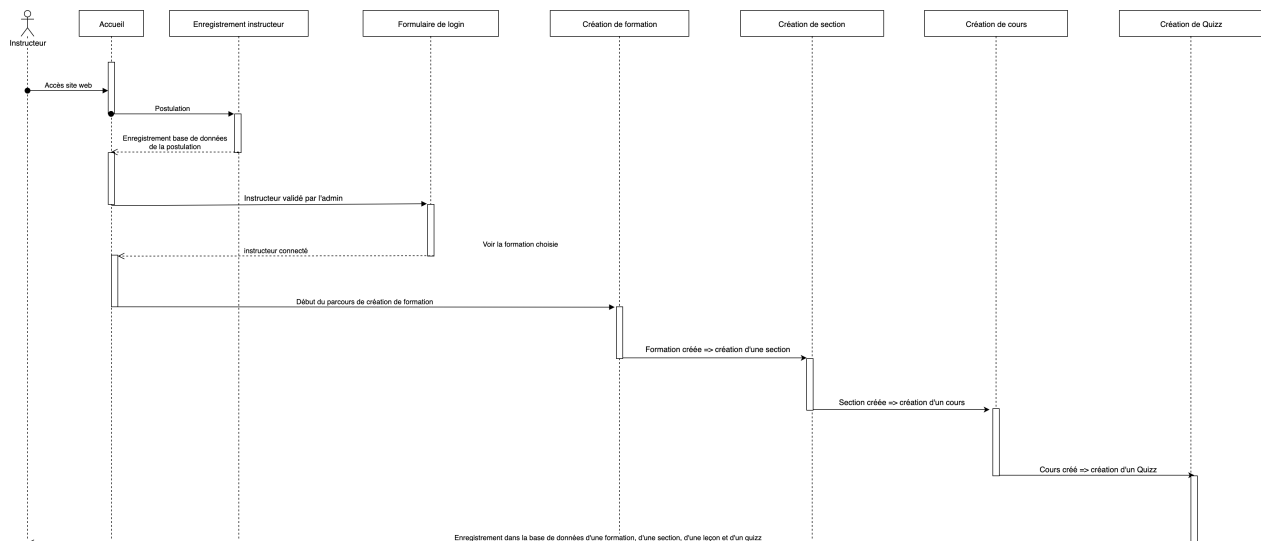 Instructeur
Accueil
Enregistrement instructeur
Formulaire de login
Création de formation
Création de section
Création de cours
Création de Quizz
Accès site web
Postulation
Enregistrement base de données
de la postulation
Instructeur validé par l'admin
Voir la formation choisie
instructeur connecté
Début du parcours de création de formation
Formation créée => création d'une section
Section créée => création d'un cours
Cours créé => création d'un Quizz
Enregistrement dans la base de données d'une formation, d'une section, d'une leçon et d'un quizz